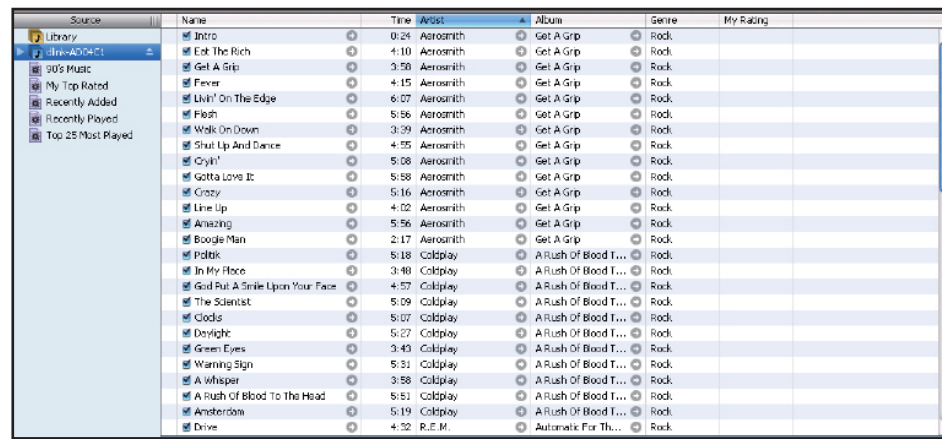 Source Name Time Artist Album Genre My Rating
Library Intro 0:24 Aerosmith Get A Grip Rock
dlink-A0D4C1 Eat The Rich 4:10 Aerosmith Get A Grip Rock
90's Music Get A Grip 3:58 Aerosmith Get A Grip Rock
My Top Rated Fever 4:15 Aerosmith Get A Grip Rock
Recently Added Livin' On The Edge 6:07 Aerosmith Get A Grip Rock
Recently Played Flesh 5:56 Aerosmith Get A Grip Rock
Top 25 Most Played Walk On Down 3:39 Aerosmith Get A Grip Rock
Shut Up And Dance 4:55 Aerosmith Get A Grip Rock
Cryin' 5:08 Aerosmith Get A Grip Rock
Gotta Love It 5:58 Aerosmith Get A Grip Rock
Crazy 5:16 Aerosmith Get A Grip Rock
Line Up 4:02 Aerosmith Get A Grip Rock
Amazing 5:56 Aerosmith Get A Grip Rock
Boogie Man 2:17 Aerosmith Get A Grip Rock
Politik 5:18 Coldplay A Rush Of Blood T... Rock
In My Place 3:48 Coldplay A Rush Of Blood T... Rock
God Put A Smile Upon Your Face 4:57 Coldplay A Rush Of Blood T... Rock
The Scientist 5:09 Coldplay A Rush Of Blood T... Rock
Clocks 5:07 Coldplay A Rush Of Blood T... Rock
Daylight 5:27 Coldplay A Rush Of Blood T... Rock
Green Eyes 3:43 Coldplay A Rush Of Blood T... Rock
Warning Sign 5:31 Coldplay A Rush Of Blood T... Rock
A Whisper 3:58 Coldplay A Rush Of Blood T... Rock
A Rush Of Blood To The Head 5:51 Coldplay A Rush Of Blood T... Rock
Amsterdam 5:19 Coldplay A Rush Of Blood T... Rock
Drive 4:32 R.E.M. Automatic For Th... Rock